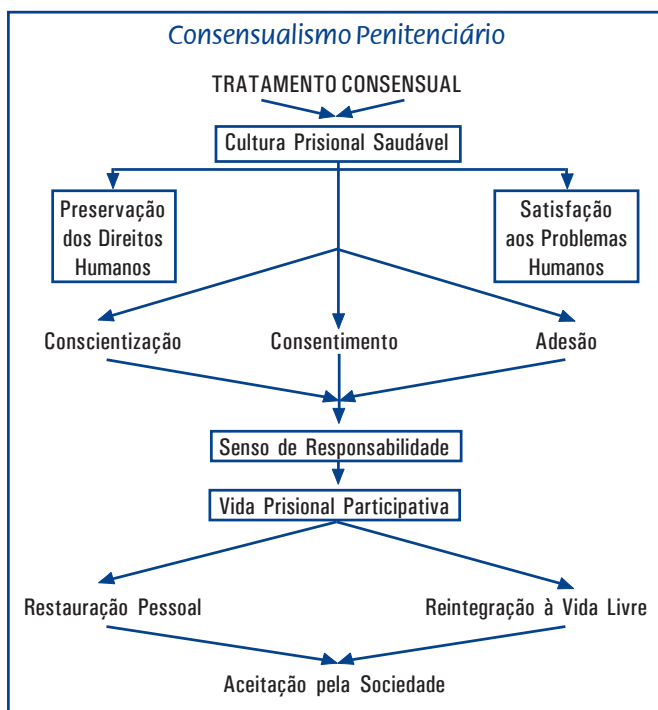 Consensualismo Penitenciário
TRATAMENTO CONSENSUAL
Cultura Prisional Saudável
Preservação
dos Direitos
Humanos
Satisfação
aos Problemas
Humanos
Conscientização
Consentimento
Adesão
Senso de Responsabilidade
Vida Prisional Participativa
Restauração Pessoal
Reintegração à Vida Livre
Aceitação pela Sociedade